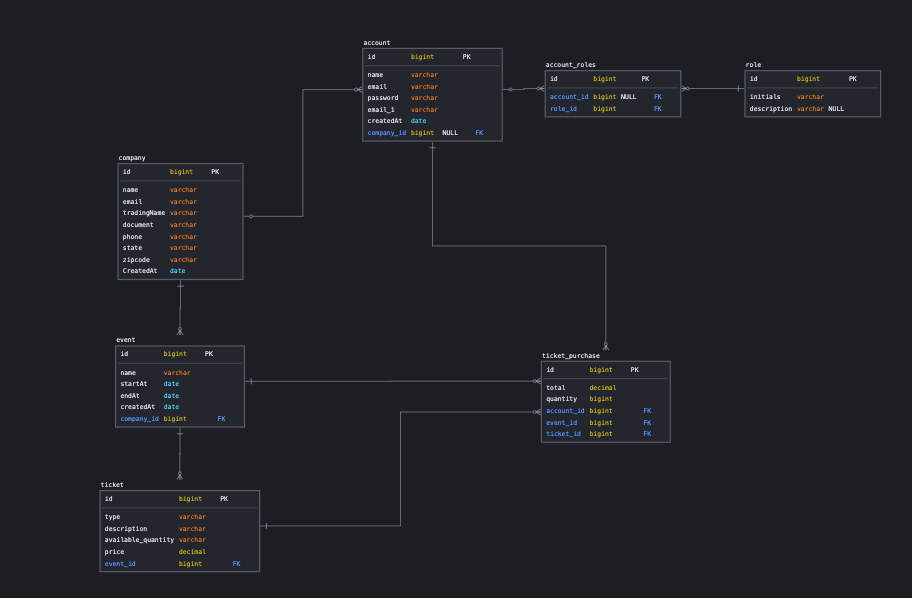 account
id bigint PK
name varchar
email varchar
password varchar
email_1 varchar
createdAt date
company_id bigint NULL FK
account_roles
id bigint PK
account_id bigint NULL FK
role_id bigint FK
role
id bigint PK
initials varchar
description varchar NULL
company
id bigint PK
name varchar
email varchar
tradingName varchar
document varchar
phone varchar
state varchar
zipcode varchar
CreatedAt date
event
id bigint PK
name varchar
startAt date
endAt date
createdAt date
company_id bigint FK
ticket_purchase
id bigint PK
total decimal
quantity bigint
account_id bigint FK
event_id bigint FK
ticket_id bigint FK
ticket
id bigint PK
type varchar
description varchar
available_quantity varchar
price decimal
event_id bigint FK